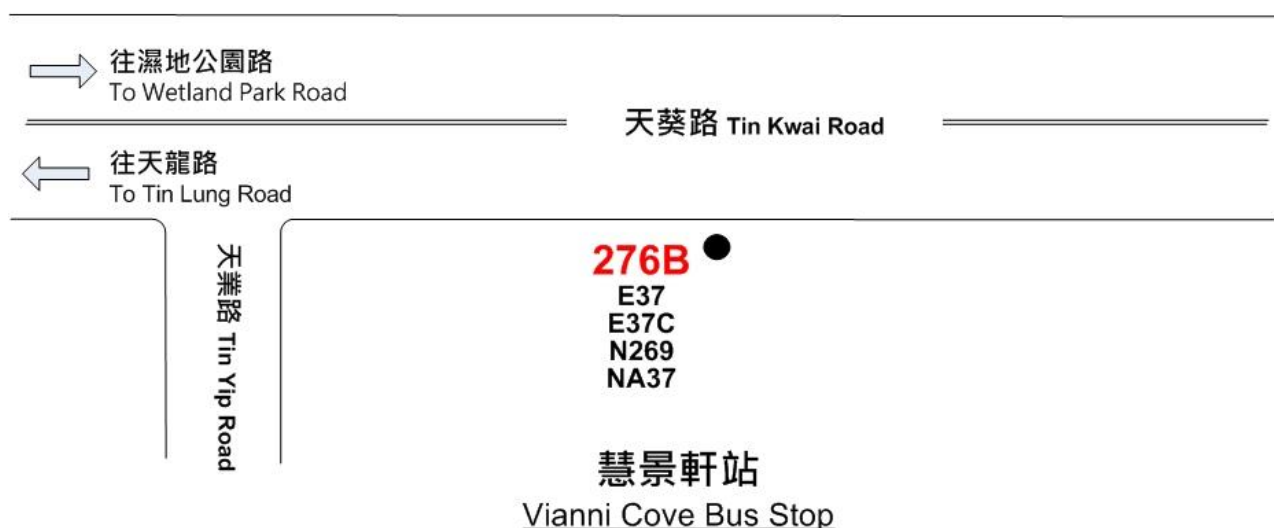 往濕地公園路
To Wetland Park Road
天葵路 Tin Kwai Road
往天龍路
To Tin Lung Road
天業路 Tin Yip Road
276B
E37
E37C
N269
NA37
慧景軒站
Vianni Cove Bus Stop